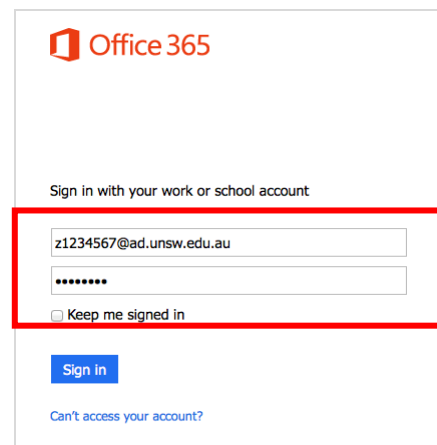 Office 365
Sign in with your work or school account
z1234567@ad.unsw.edu.au
••••••••
Keep me signed in
Sign in
Can't access your account?